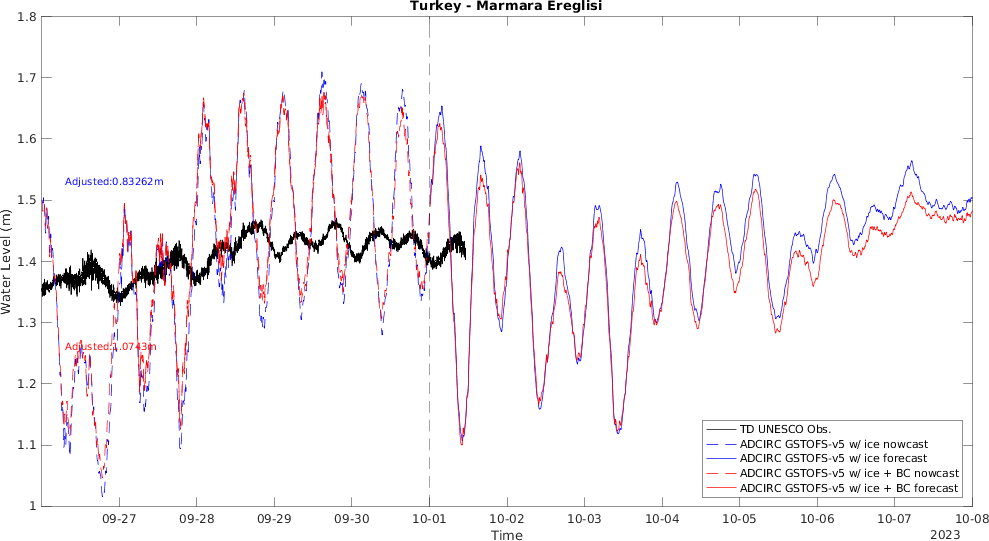 Turkey - Marmara Ereglisi
1.8
1.7
1.6
1.5
1.4
1.3
1.2
1.1
1
Water Level (m)
Adjusted:0.83262m
Adjusted:1.0743m
TD UNESCO Obs.
ADCIRC GSTOFS-v5 w/ ice nowcast
ADCIRC GSTOFS-v5 w/ ice forecast
ADCIRC GSTOFS-v5 w/ ice + BC nowcast
ADCIRC GSTOFS-v5 w/ ice + BC forecast
09-27 09-28 09-29 09-30 10-01 10-02 10-03 10-04 10-05 10-06 10-07 10-08
Time
2023